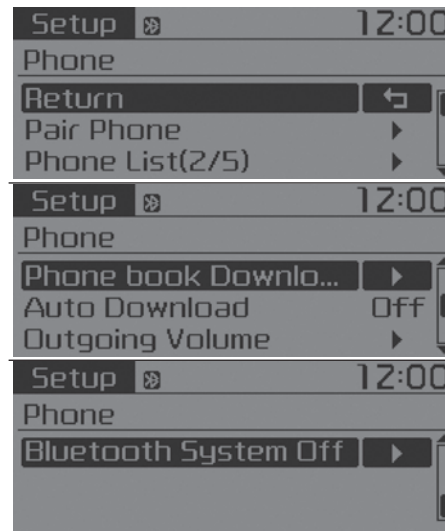 Setup 12:00
Phone
Return
Pair Phone
Phone List(2/5)
Setup 12:00
Phone
Phone book Downlo...
Auto Download Off
Outgoing Volume
Setup 12:00
Phone
Bluetooth System Off